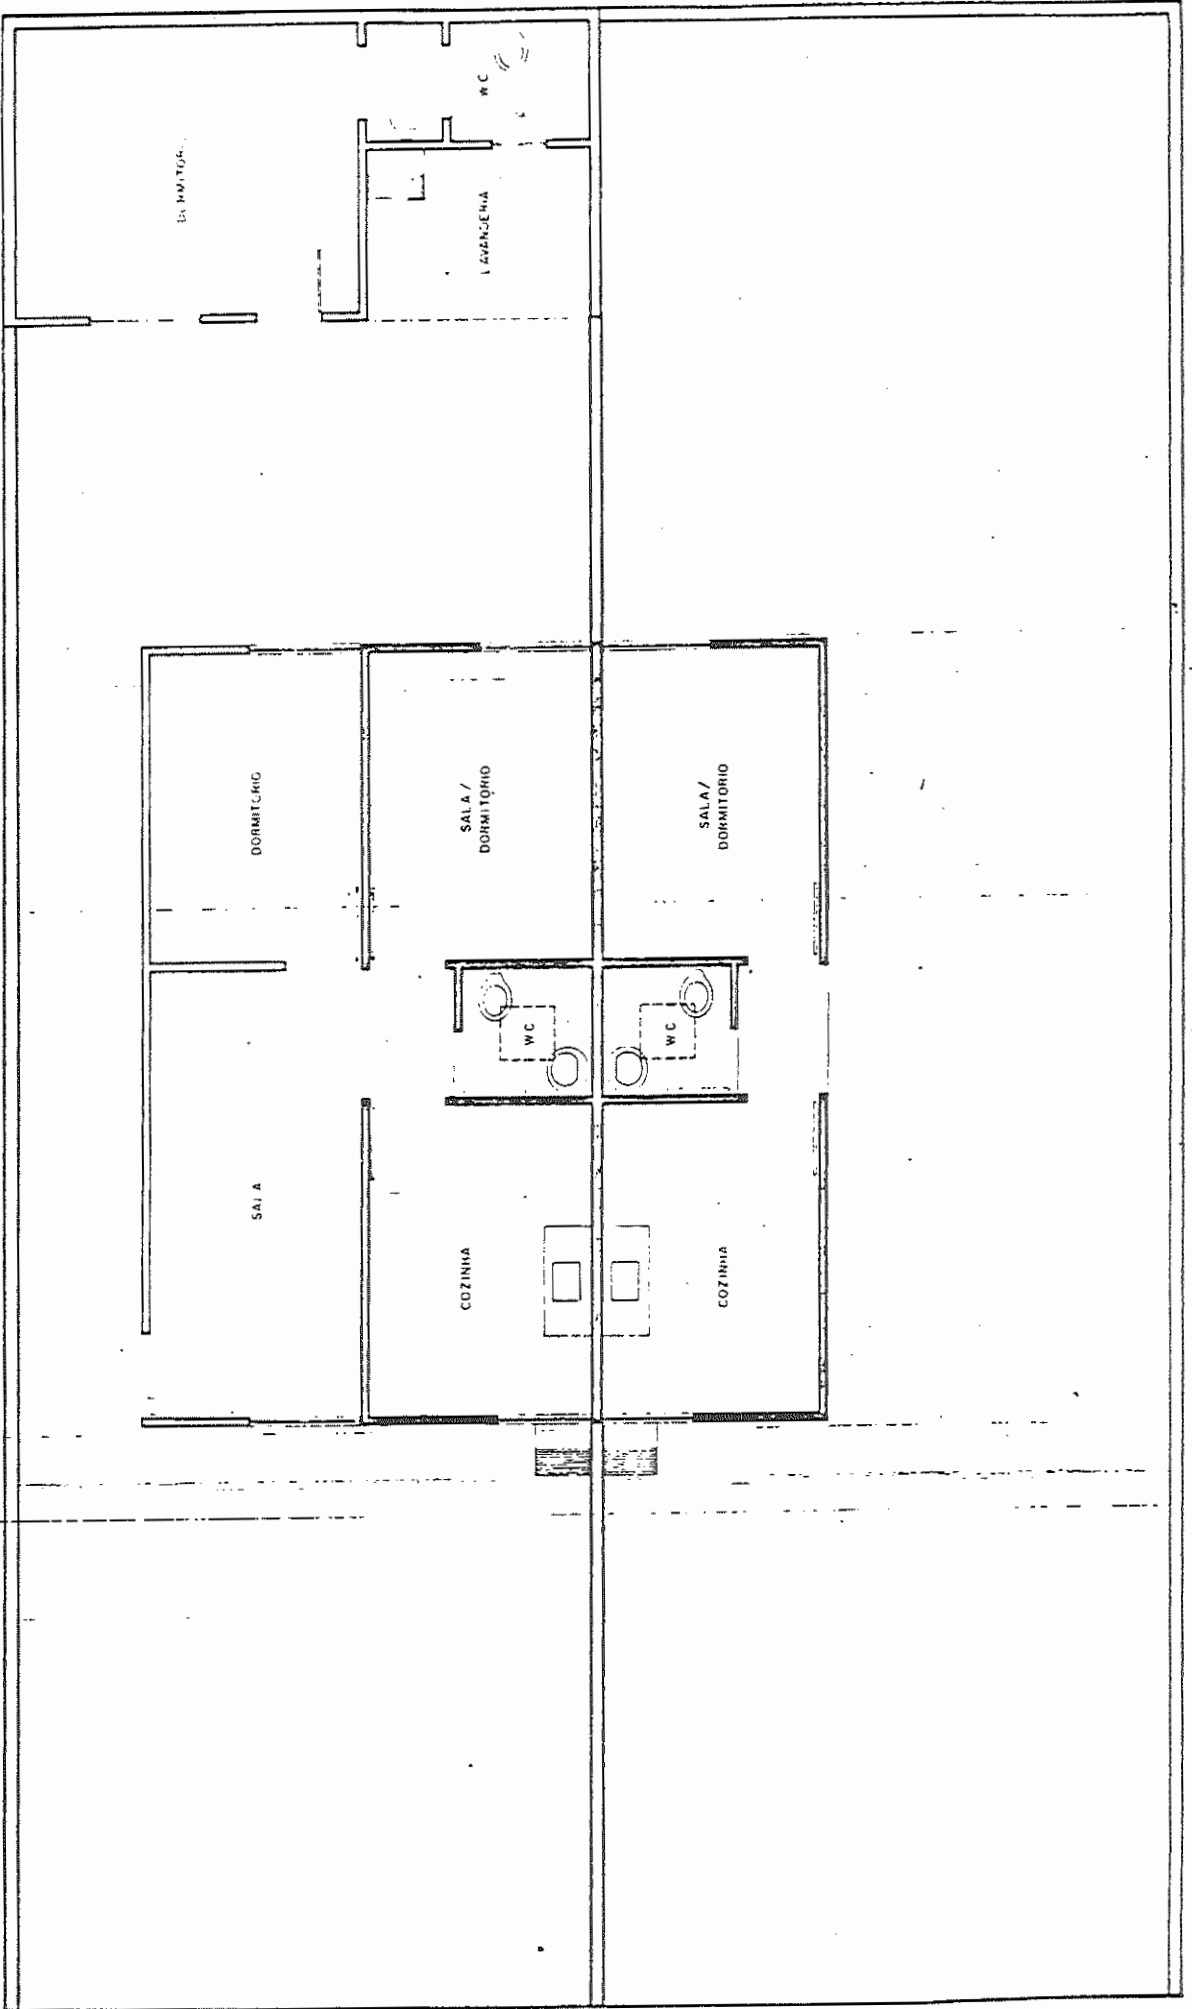 WC
LAVANDERIA
DORMITORIO
SALA /
DORMITORIO
SALA/
DORMITORIO
WC
WC
SALA
COZINHA
COZINHA